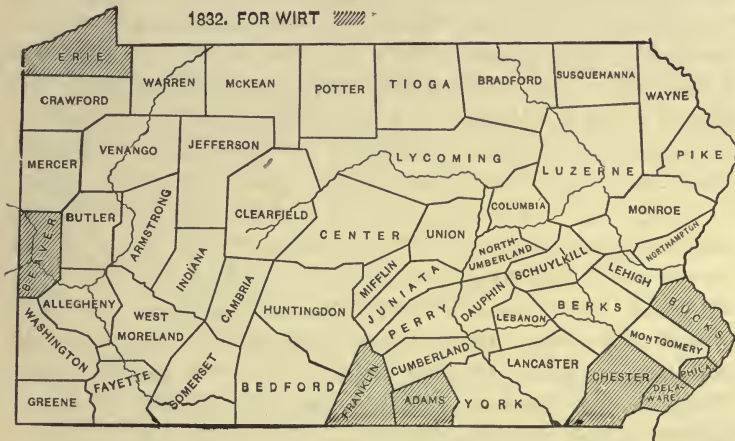 1832. FOR WIRT
ERIE
CRAWFORD
WARREN
McKEAN
POTTER
TIOGA
BRADFORD
SUSQUEHANNA
WAYNE
PIKE
MERCER
VENANGO
JEFFERSON
LYCOMING
LUZERNE
BEAVER
BUTLER
ARMSTRONG
CLEARFIELD
CENTER
UNION
COLUMBIA
MONROE
NORTHAMPTON
INDIANA
CAMBRIA
HUNTINGDON
MIFFLIN
JUNIATA
NORTH-
UMBERLAND
SCHUYLKILL
LEHIGH
ALLEGHENY
WASHINGTON
WEST
MORELAND
PERRY
DAUPHIN
LEBANON
BERKS
BUCKS
MONTGOMERY
PHILA.
GREENE
FAYETTE
SOMERSET
BEDFORD
FRANKLIN
CUMBERLAND
ADAMS
YORK
LANCASTER
CHESTER
DELA-
WARE